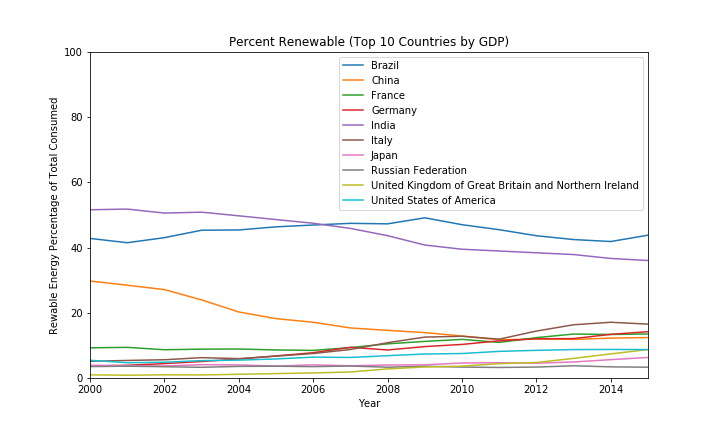 Percent Renewable (Top 10 Countries by GDP)
100
80
60
40
20
0
Rewable Energy Percentage of Total Consumed
Brazil
China
France
Germany
India
Italy
Japan
Russian Federation
United Kingdom of Great Britain and Northern Ireland
United States of America
2000 2002 2004 2006 2008 2010 2012 2014
Year